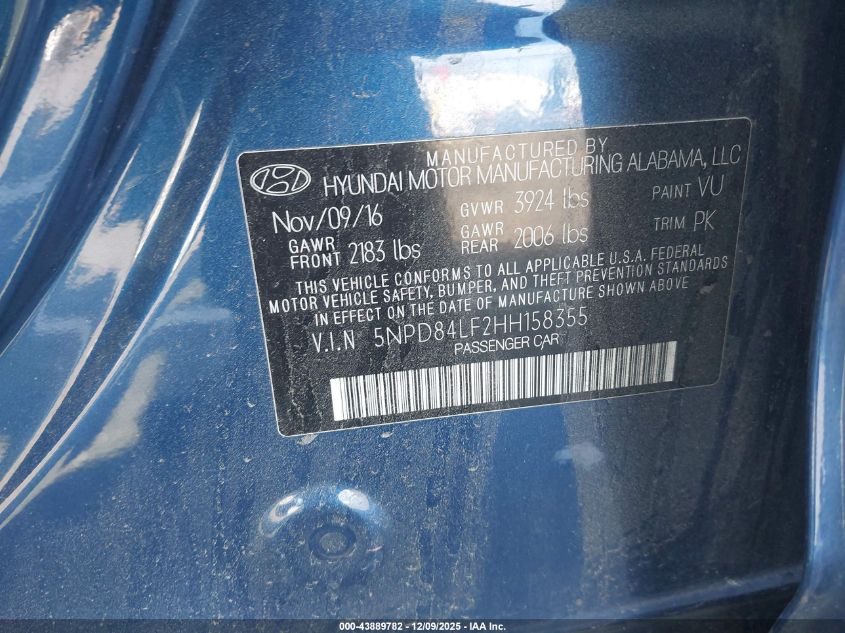 MANUFACTURED BY
HYUNDAI MOTOR MANUFACTURING ALABAMA, LLC
Nov/09/16 GVWR 3924 lbs PAINT VU
GAWR FRONT 2183 lbs GAWR REAR 2006 lbs TRIM PK
THIS VEHICLE CONFORMS TO ALL APPLICABLE U.S.A. FEDERAL
MOTOR VEHICLE SAFETY, BUMPER, AND THEFT PREVENTION STANDARDS
IN EFFECT ON THE DATE OF MANUFACTURE SHOWN ABOVE
V.I.N 5NPD84LF2HH158355
PASSENGER CAR
000-43889782 - 12/09/2025 - IAA Inc.